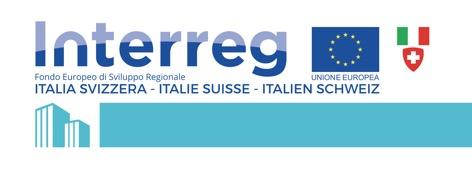 Interreg
Fondo Europeo di Sviluppo Regionale
UNIONE EUROPEA
ITALIA SVIZZERA - ITALIE SUISSE - ITALIEN SCHWEIZ